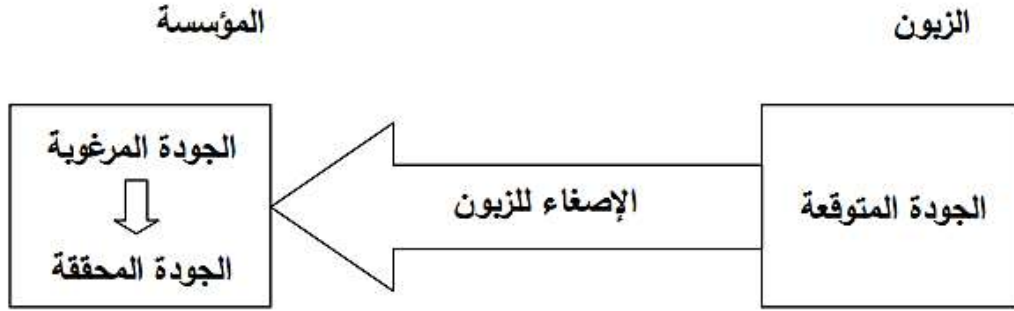 الزبون
المؤسسة
الجودة المتوقعة
الإصغاء للزبون
الجودة المرغوبة
الجودة المحققة